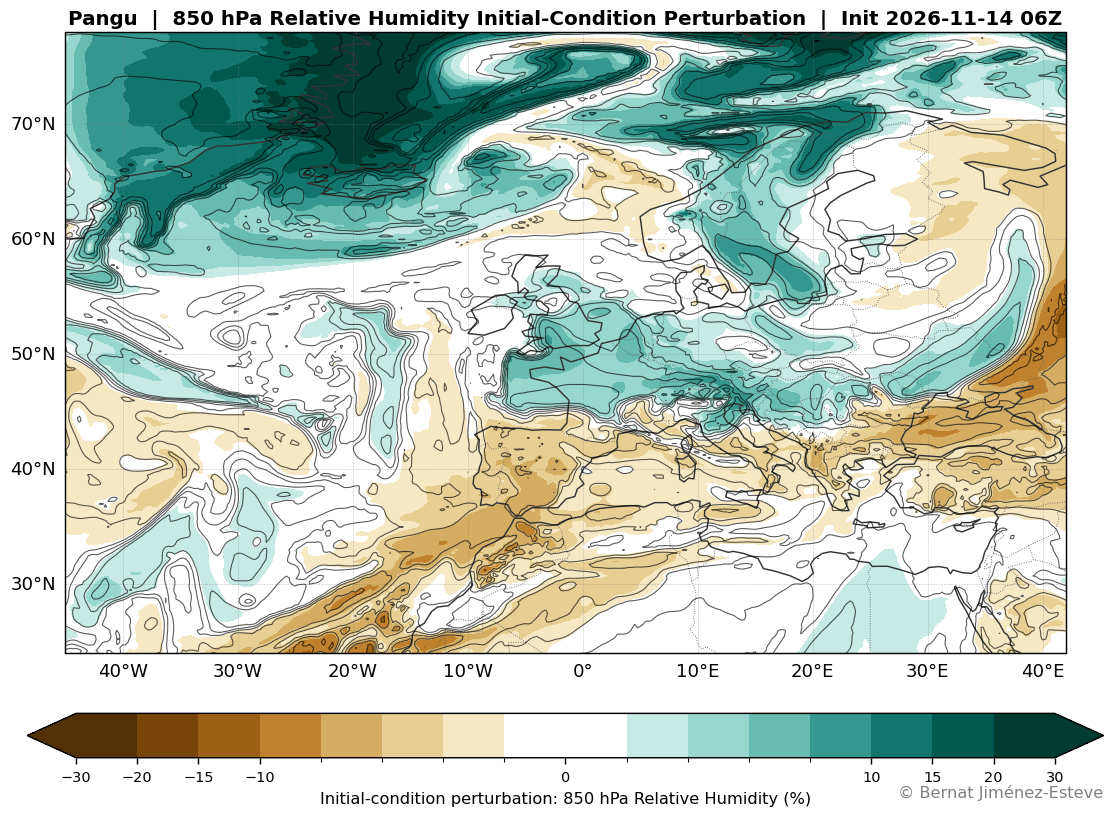 Pangu | 850 hPa Relative Humidity Initial-Condition Perturbation | Init 2026-11-14 06Z
70°N
60°N
50°N
40°N
30°N
40°W 30°W 20°W 10°W 0° 10°E 20°E 30°E 40°E
−30 −20 −15 −10 0 10 15 20 30
Initial-condition perturbation: 850 hPa Relative Humidity (%)
© Bernat Jiménez-Esteve